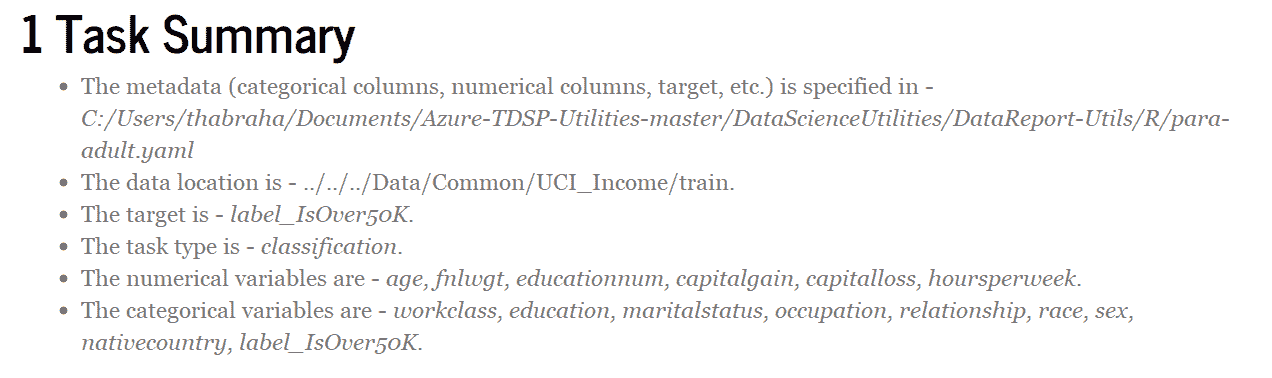 1 Task Summary
• The metadata (categorical columns, numerical columns, target, etc.) is specified in -
C:/Users/thabraha/Documents/Azure-TDSP-Utilities-master/DataScienceUtilities/DataReport-Utils/R/para-
adult.yaml
• The data location is - ../../../Data/Common/UCI_Income/train.
• The target is - label_IsOver50K.
• The task type is - classification.
• The numerical variables are - age, fnlwgt, educationnum, capitalgain, capitalloss, hoursperweek.
• The categorical variables are - workclass, education, maritalstatus, occupation, relationship, race, sex,
nativecountry, label_IsOver50K.